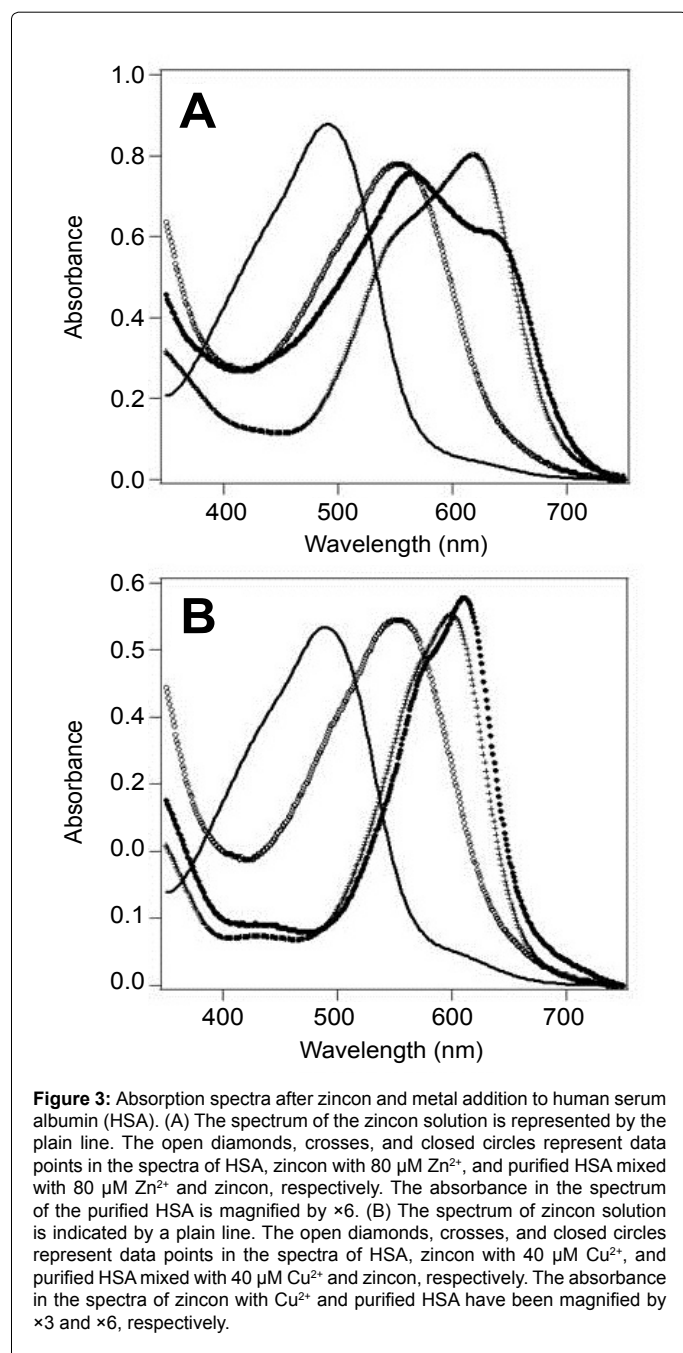 A
1.0
0.8
0.6
0.4
0.2
0.0
Absorbance
400 500 600 700
Wavelength (nm)
B
0.6
0.5
0.4
0.2
0.0
0.1
0.0
Absorbance
400 500 600 700
Wavelength (nm)
Figure 3: Absorption spectra after zincon and metal addition to human serum
albumin (HSA). (A) The spectrum of the zincon solution is represented by the
plain line. The open diamonds, crosses, and closed circles represent data
points in the spectra of HSA, zincon with 80 μM Zn²⁺, and purified HSA mixed
with 80 μM Zn²⁺ and zincon, respectively. The absorbance in the spectrum
of the purified HSA is magnified by ×6. (B) The spectrum of zincon solution
is indicated by a plain line. The open diamonds, crosses, and closed circles
represent data points in the spectra of HSA, zincon with 40 μM Cu²⁺, and
purified HSA mixed with 40 μM Cu²⁺ and zincon, respectively. The absorbance
in the spectra of zincon with Cu²⁺ and purified HSA have been magnified by
×3 and ×6, respectively.